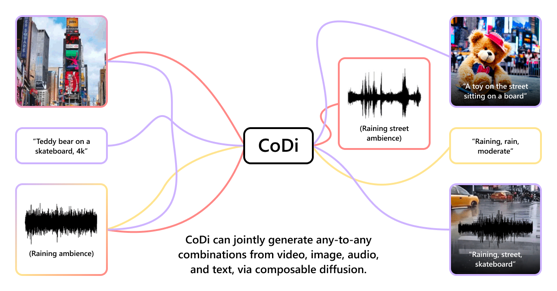 "Teddy bear on a
skateboard, 4k"
(Raining ambience)
CoDi
CoDi can jointly generate any-to-any
combinations from video, image, audio,
and text, via composable diffusion.
(Raining street
ambience)
"A toy on the street
sitting on a board"
"Raining, rain,
moderate"
"Raining, street,
skateboard"